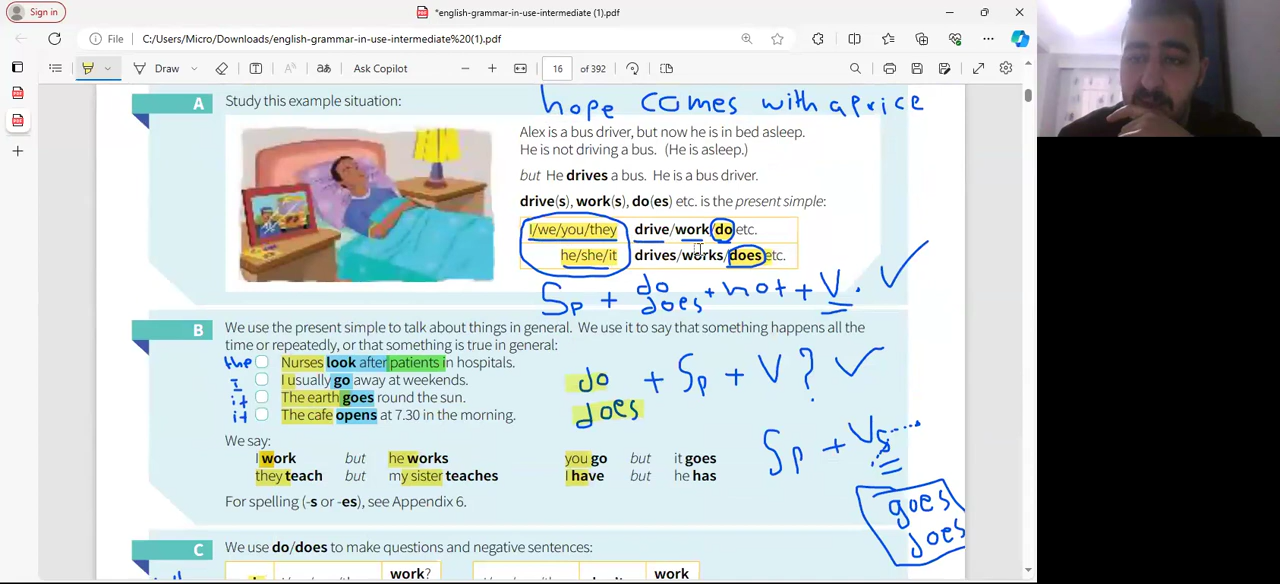 Sign in
*english-grammar-in-use-intermediate (1).pdf
File C:/Users/Micro/Downloads/english-grammar-in-use-intermediate%20(1).pdf
Draw
Ask Copilot
16 of 392
hope comes with a price
A Study this example situation:
Alex is a bus driver, but now he is in bed asleep.
He is not driving a bus. (He is asleep.)
but He drives a bus. He is a bus driver.
drive(s), work(s), do(es) etc. is the present simple:
I/we/you/they drive/work do etc.
he/she/it drives/works/does etc.
Sp + do does + not + V.
B We use the present simple to talk about things in general. We use it to say that something happens all the
time or repeatedly, or that something is true in general:
the Nurses look after patients in hospitals.
I I usually go away at weekends.
it The earth goes round the sun.
it The cafe opens at 7.30 in the morning.
do does + Sp + V ?
Sp + Vs
We say:
I work but he works you go but it goes
they teach but my sister teaches I have but he has
goes
does
For spelling (-s or -es), see Appendix 6.
C We use do/does to make questions and negative sentences:
work? work